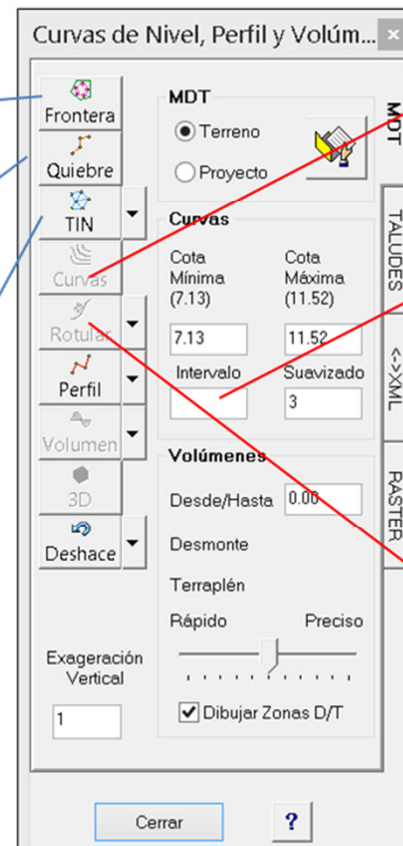 Curvas de Nivel, Perfil y Volúm...
Frontera
Quiebre
TIN
Curvas
Rotular
Perfil
Volumen
3D
Deshace
Exageración
Vertical
1
MDT
Terreno
Proyecto
Curvas
Cota
Mínima
(7.13)
Cota
Máxima
(11.52)
7.13
11.52
Intervalo
Suavizado
3
Volúmenes
Desde/Hasta
0.00
Desmonte
Terraplén
Rápido
Preciso
Dibujar Zonas D/T
MDT
TALUDES
<->XML
RASTER
Cerrar
?